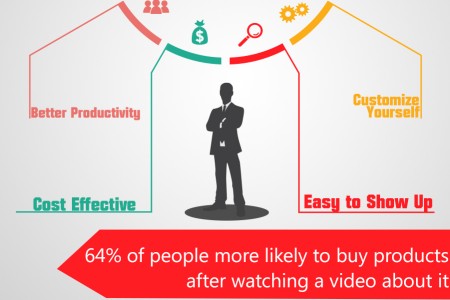 Better Productivity
Customize
Yourself
Cost Effective
Easy to Show Up
64% of people more likely to buy products
after watching a video about it
$